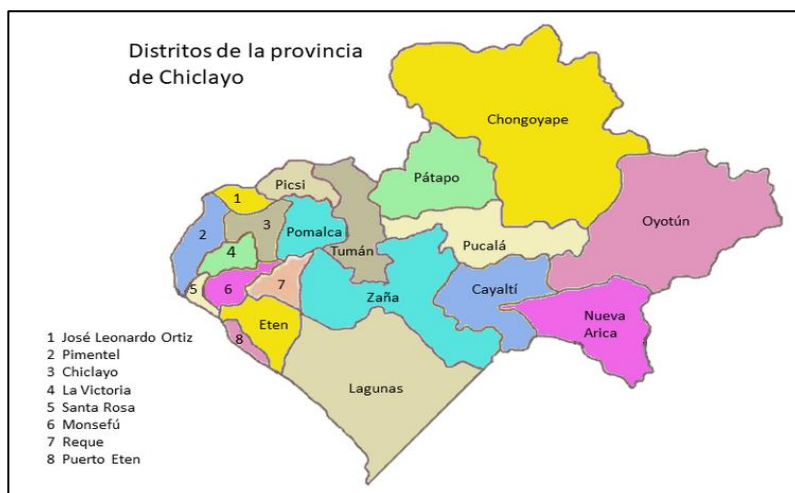 Distritos de la provincia
de Chiclayo
Chongoyape
Pátapo
Picsi
1
2
3
Pomalca
Tumán
Pucalá
Oyotún
4
5
6
7
Zaña
Cayaltí
Nueva
Arica
Eten
8
Lagunas
1 José Leonardo Ortiz
2 Pimentel
3 Chiclayo
4 La Victoria
5 Santa Rosa
6 Monsefú
7 Reque
8 Puerto Eten